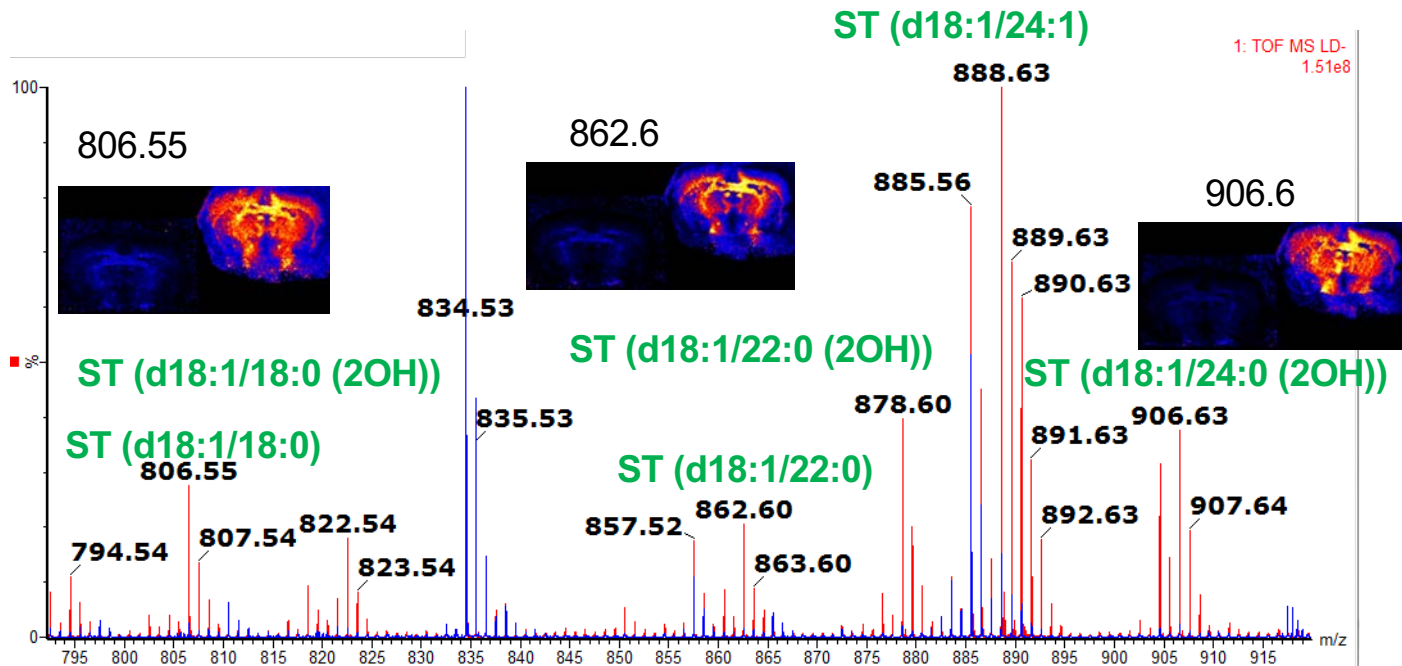 ST (d18:1/24:1)
1: TOF MS LD-
1.51e8
100
888.63
806.55
862.6
885.56
906.6
889.63
890.63
834.53
%
ST (d18:1/18:0 (2OH))
ST (d18:1/22:0 (2OH))
ST (d18:1/24:0 (2OH))
835.53
878.60
906.63
ST (d18:1/18:0)
806.55
ST (d18:1/22:0)
891.63
862.60
857.52
822.54
892.63
907.64
794.54
807.54
823.54
863.60
0
795 800 805 810 815 820 825 830 835 840 845 850 855 860 865 870 875 880 885 890 895 900 905 910 915 m/z